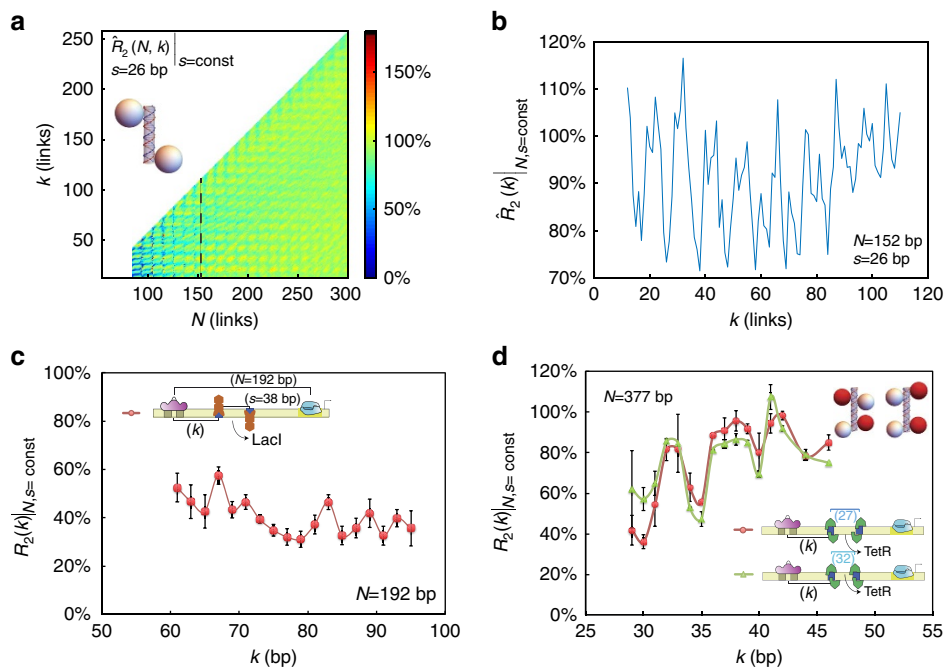 a
R̂₂ (N, k)|s=const
s=26 bp
250
200
150
100
50
k (links)
100
150
200
250
300
N (links)
150%
100%
50%
0%
b
120%
110%
100%
90%
80%
70%
R̂₂ (k)|N,s=const
N=152 bp
s=26 bp
0
20
40
60
80
100
120
k (links)
c
100%
80%
60%
40%
20%
0%
R₂(k)|N,s= const
(N=192 bp)
(s=38 bp)
(k)
LacI
N=192 bp
50
60
70
80
90
100
k (bp)
d
120%
100%
80%
60%
40%
20%
0%
R₂(k)|N,s= const
N=377 bp
(27)
(k)
TetR
(32)
(k)
TetR
25
30
35
40
45
50
55
k (bp)